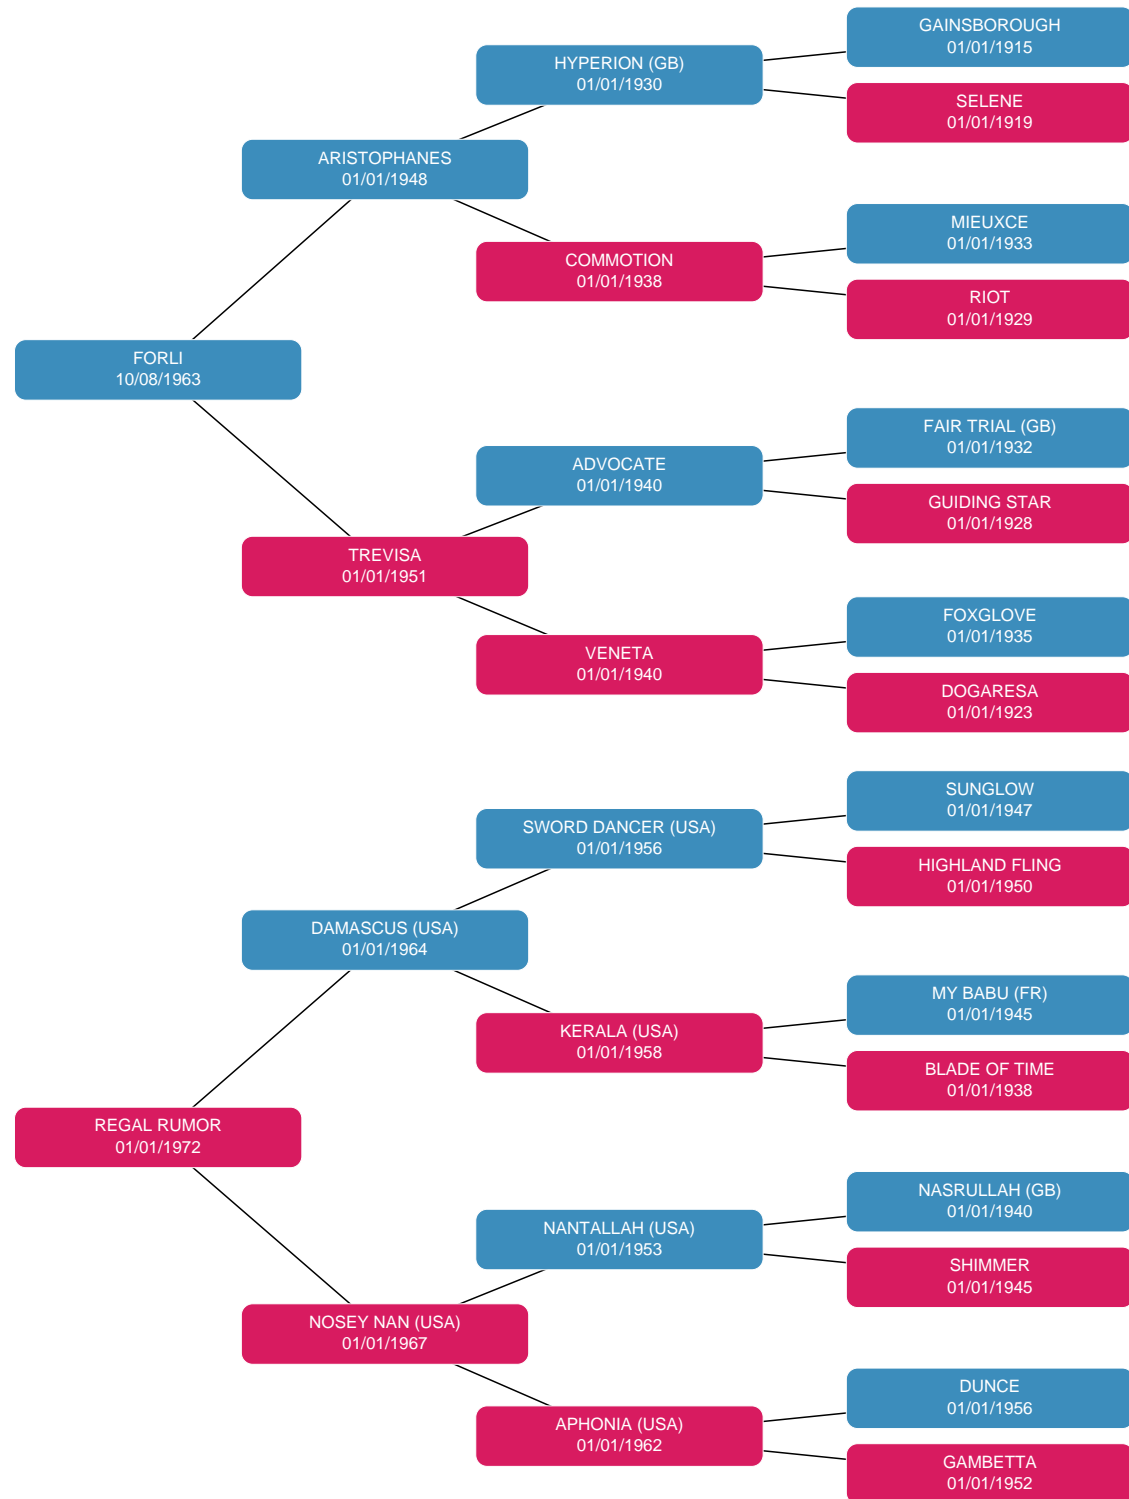 GAINSBOROUGH
01/01/1915
HYPERION (GB)
01/01/1930
SELENE
01/01/1919
ARISTOPHANES
01/01/1948
MIEUXCE
01/01/1933
COMMOTION
01/01/1938
RIOT
01/01/1929
FORLI
10/08/1963
FAIR TRIAL (GB)
01/01/1932
ADVOCATE
01/01/1940
GUIDING STAR
01/01/1928
TREVISA
01/01/1951
FOXGLOVE
01/01/1935
VENETA
01/01/1940
DOGARESA
01/01/1923
SUNGLOW
01/01/1947
SWORD DANCER (USA)
01/01/1956
HIGHLAND FLING
01/01/1950
DAMASCUS (USA)
01/01/1964
MY BABU (FR)
01/01/1945
KERALA (USA)
01/01/1958
BLADE OF TIME
01/01/1938
REGAL RUMOR
01/01/1972
NASRULLAH (GB)
01/01/1940
NANTALLAH (USA)
01/01/1953
SHIMMER
01/01/1945
NOSEY NAN (USA)
01/01/1967
DUNCE
01/01/1956
APHONIA (USA)
01/01/1962
GAMBETTA
01/01/1952